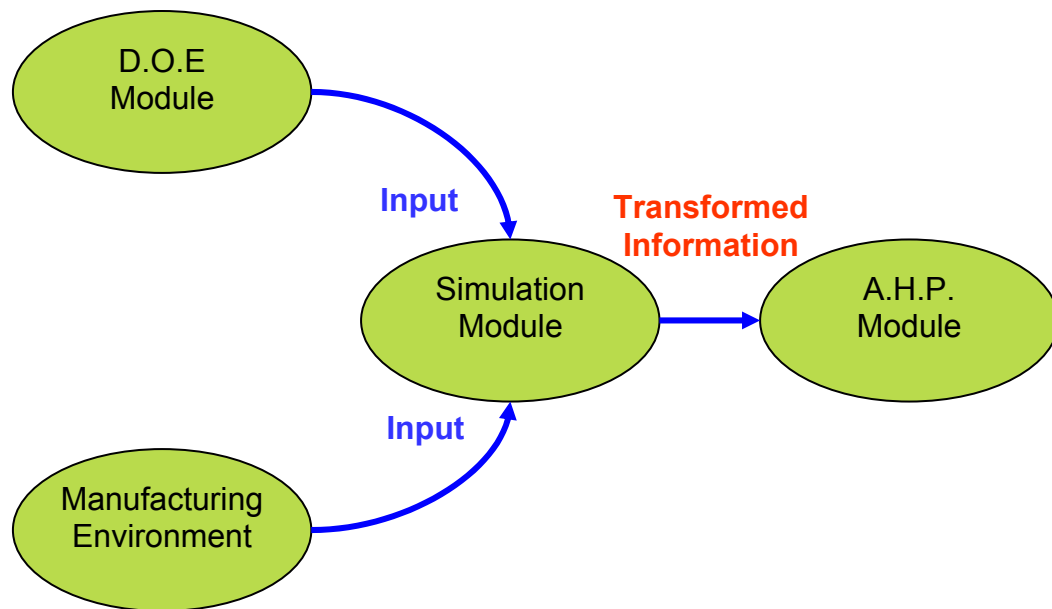 D.O.E
Module
Input
Transformed
Information
Simulation
Module
A.H.P.
Module
Input
Manufacturing
Environment